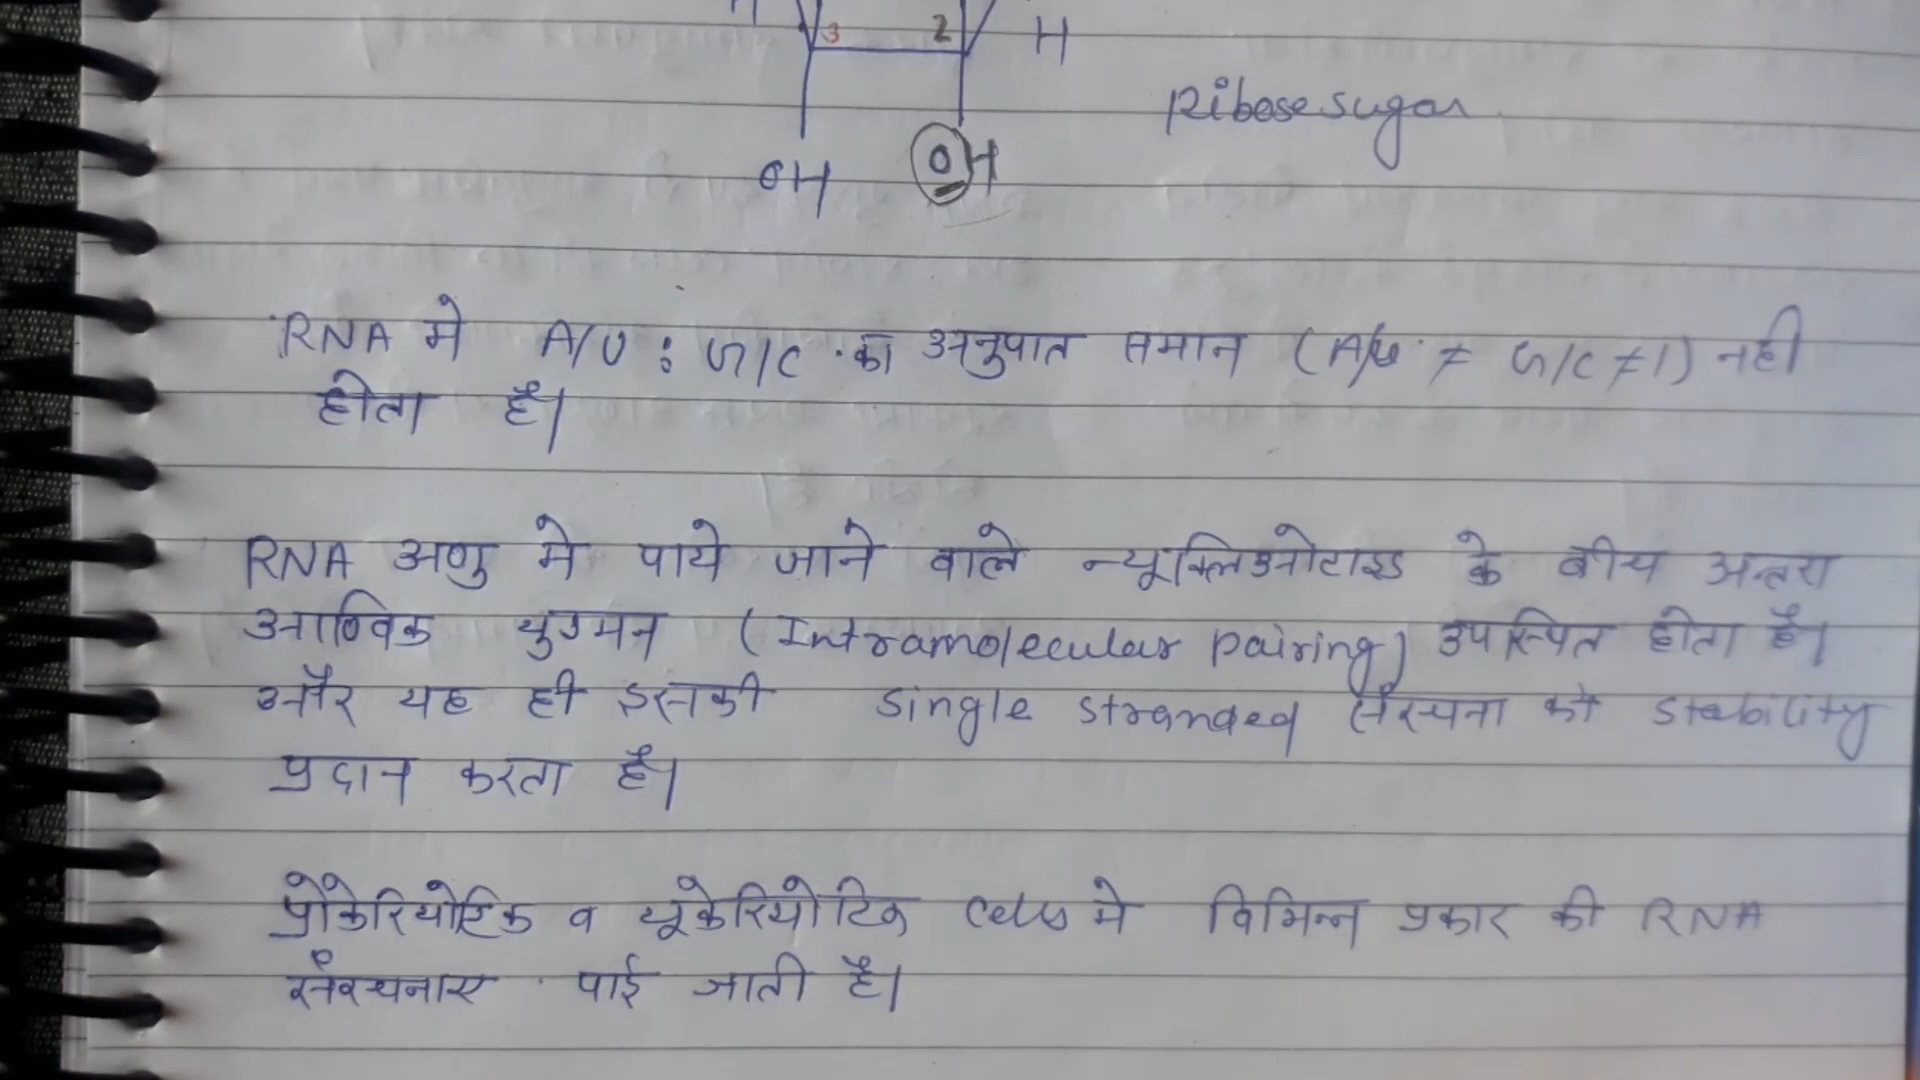 H
3 2 H
Ribose sugar
OH OH
RNA मे A/U : G/C का अनुपात समान (A/U ≠ G/C ≠ 1) नही
होता है।
RNA अणु मे पाये जाने वाले न्यूक्लिओटाइड के बीय अन्तरा
आण्विक युग्मन (Intramolecular pairing) उपस्थित होता है।
और यह ही इसकी single stranded संरचना को stability
प्रदान करता है।
प्रोकेरियोटिक व यूकेरियोटिक Cells मे विभिन्न प्रकार की RNA
संरचनाए पाई जाती है।